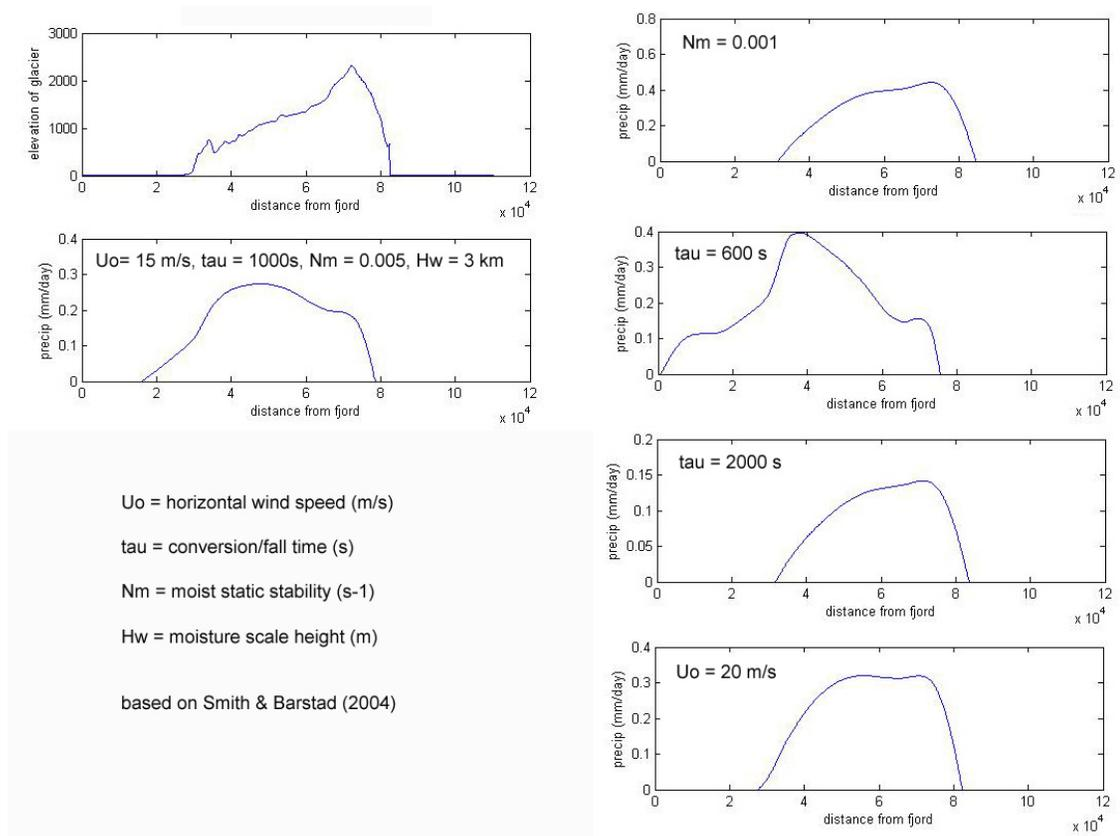 3000
2000
1000
0
elevation of glacier
0 2 4 6 8 10 12
distance from fjord
x 10^4
Uo= 15 m/s, tau = 1000s, Nm = 0.005, Hw = 3 km
0.4
0.3
0.2
0.1
0
precip (mm/day)
0 2 4 6 8 10 12
distance from fjord
x 10^4
Uo = horizontal wind speed (m/s)
tau = conversion/fall time (s)
Nm = moist static stability (s-1)
Hw = moisture scale height (m)
based on Smith & Barstad (2004)
Nm = 0.001
0.8
0.6
0.4
0.2
0
precip (mm/day)
0 2 4 6 8 10 12
distance from fjord
x 10^4
tau = 600 s
0.4
0.3
0.2
0.1
0
precip (mm/day)
0 2 4 6 8 10 12
distance from fjord
x 10^4
tau = 2000 s
0.2
0.15
0.1
0.05
0
precip (mm/day)
0 2 4 6 8 10 12
distance from fjord
x 10^4
Uo = 20 m/s
0.4
0.3
0.2
0.1
0
precip (mm/day)
0 2 4 6 8 10 12
distance from fjord
x 10^4